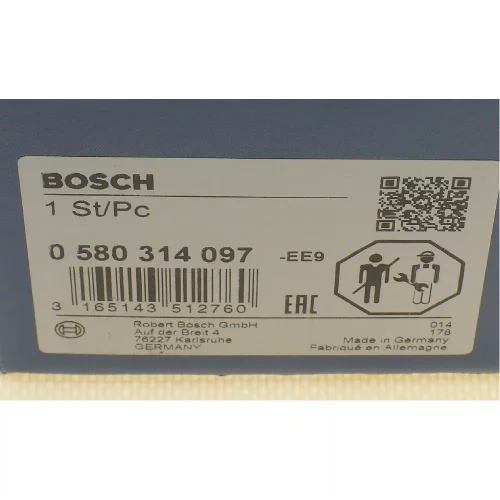 BOSCH
1 St/Pc
0 580 314 097 -EE9
3 165143 512760
EAC
Robert Bosch GmbH
Auf der Breit 4
76227 Karlsruhe
GERMANY
014
178
Made in Germany
Fabriqué en Allemagne